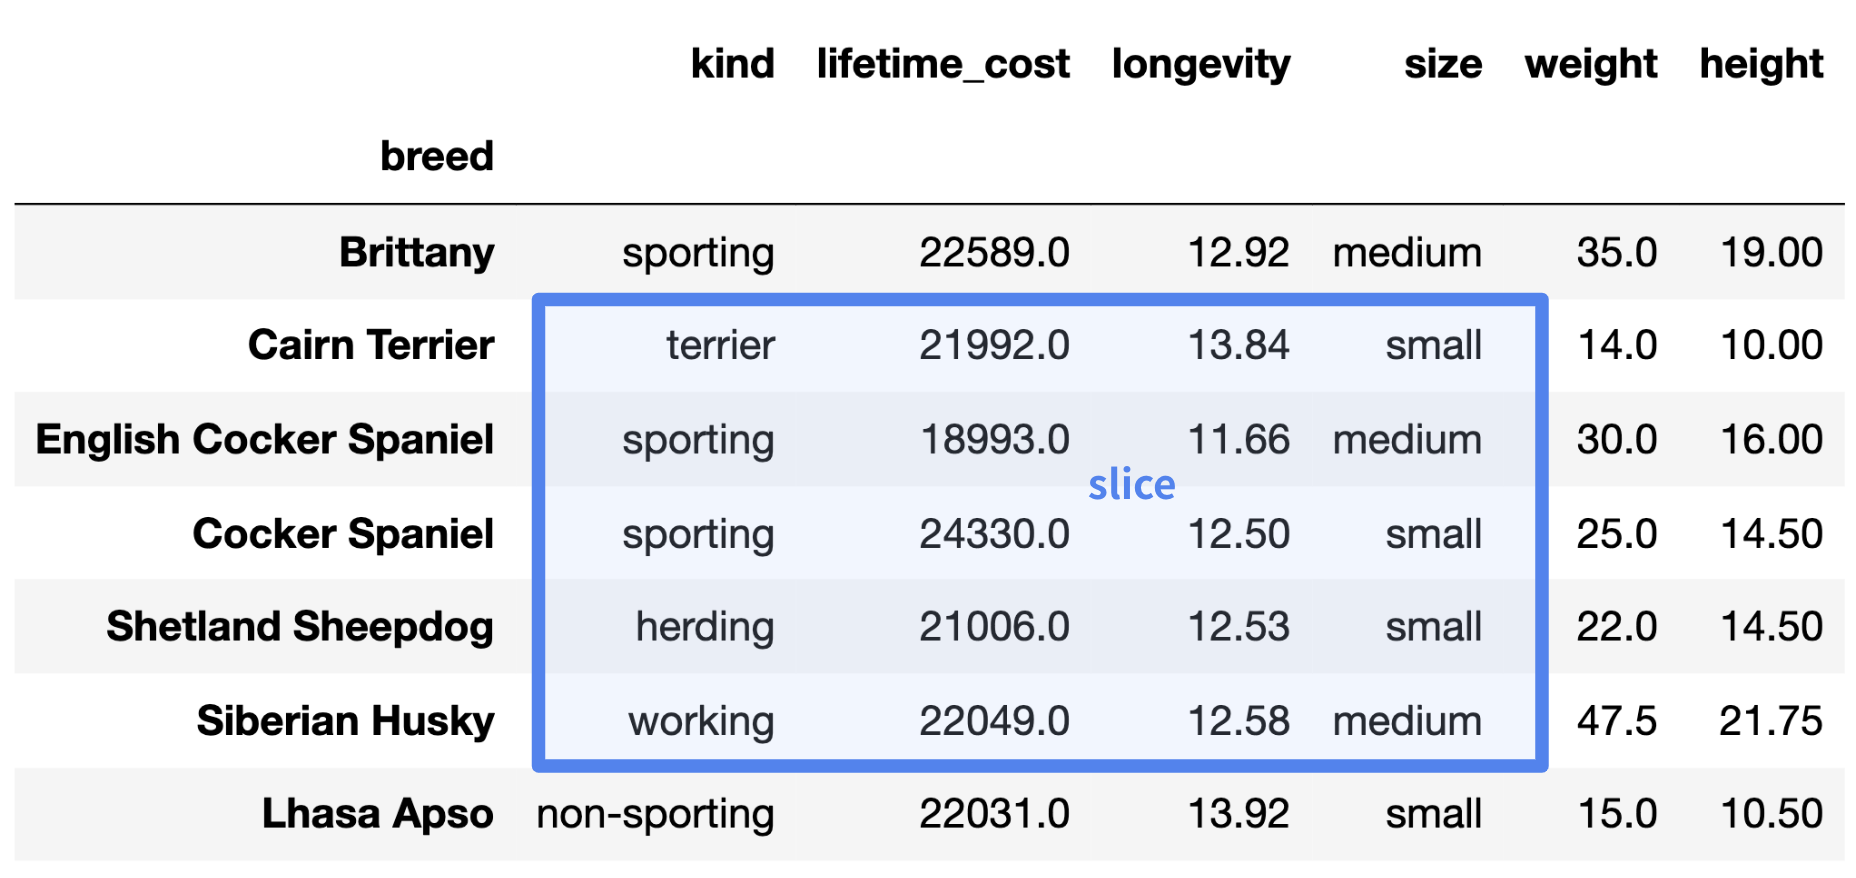 kind lifetime_cost longevity size weight height
breed
Brittany sporting 22589.0 12.92 medium 35.0 19.00
Cairn Terrier terrier 21992.0 13.84 small 14.0 10.00
English Cocker Spaniel sporting 18993.0 11.66 medium 30.0 16.00
slice
Cocker Spaniel sporting 24330.0 12.50 small 25.0 14.50
Shetland Sheepdog herding 21006.0 12.53 small 22.0 14.50
Siberian Husky working 22049.0 12.58 medium 47.5 21.75
Lhasa Apso non-sporting 22031.0 13.92 small 15.0 10.50